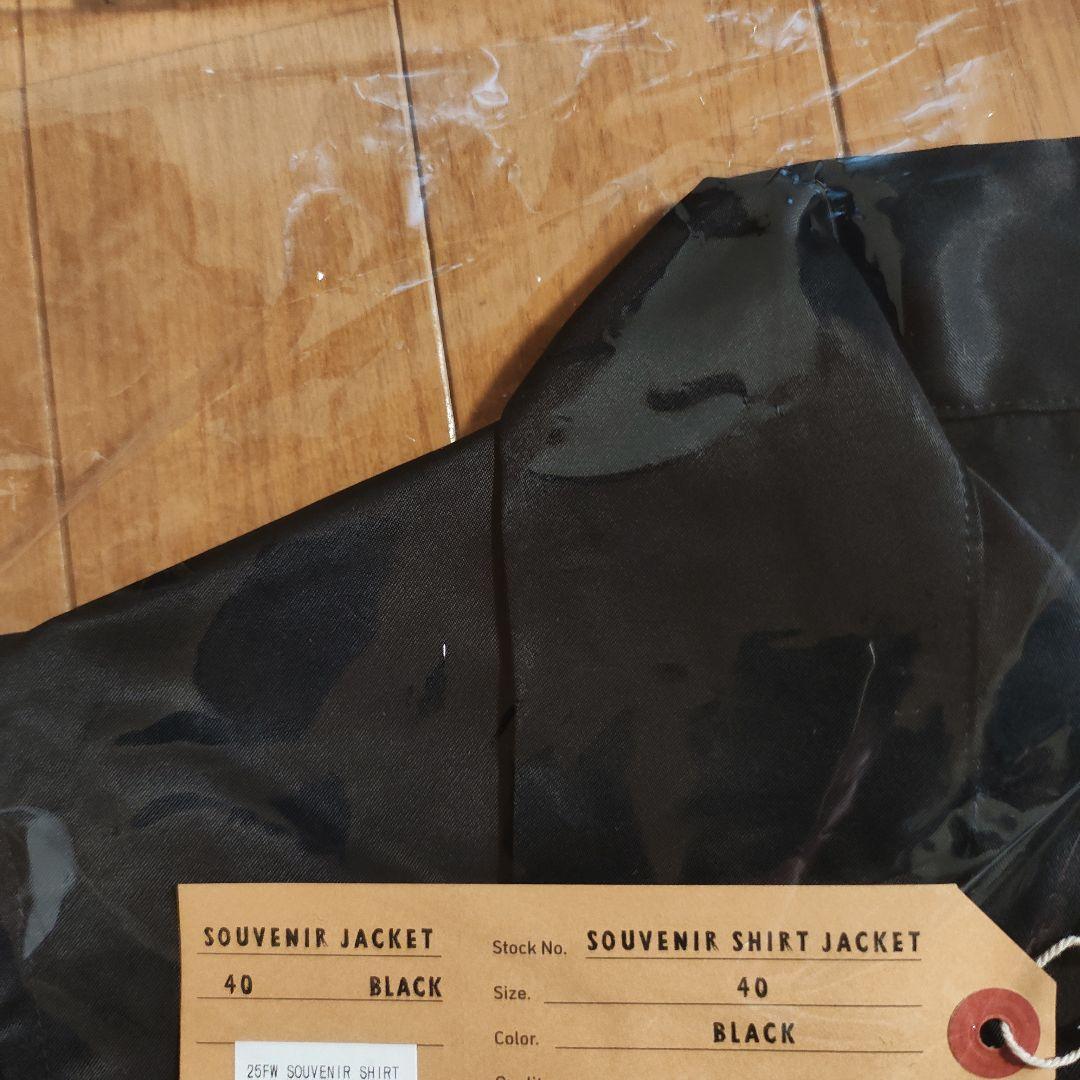 SOUVENIR JACKET
40 BLACK
25FW SOUVENIR SHIRT
Stock No. SOUVENIR SHIRT JACKET
Size. 40
Color. BLACK